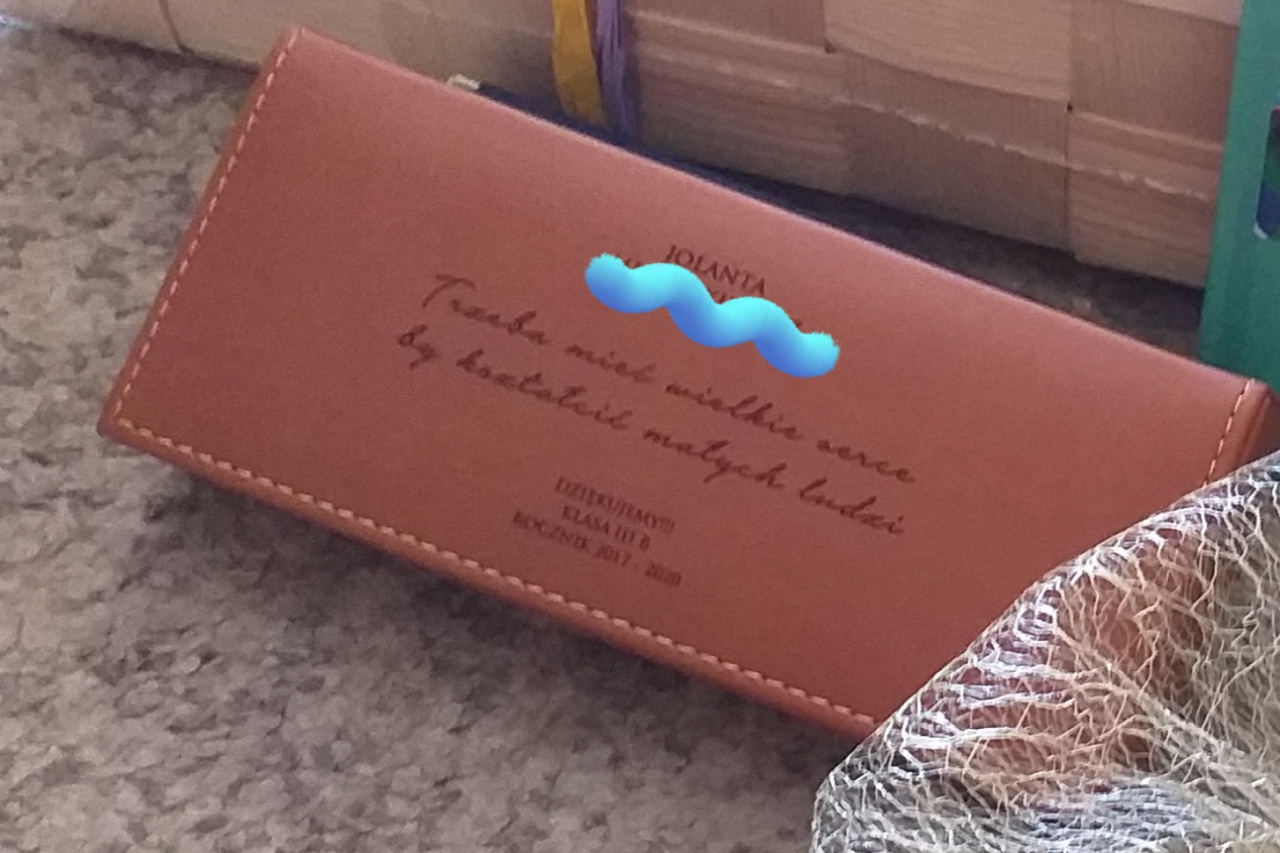 JOLANTA
Trzeba mieć wielkie serce
by kształcić małych ludzi
DZIĘKUJEMY!!!
KLASA III B
ROCZNIK 2017 - 2020